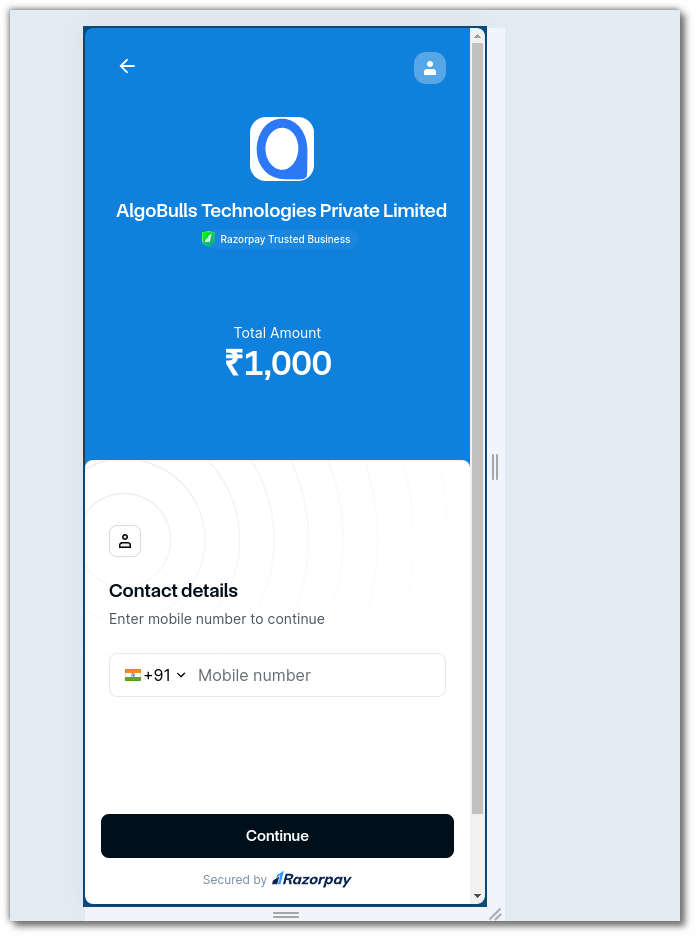 AlgoBulls Technologies Private Limited
Razorpay Trusted Business
Total Amount
₹1,000
Contact details
Enter mobile number to continue
+91 Mobile number
Continue
Secured by Razorpay